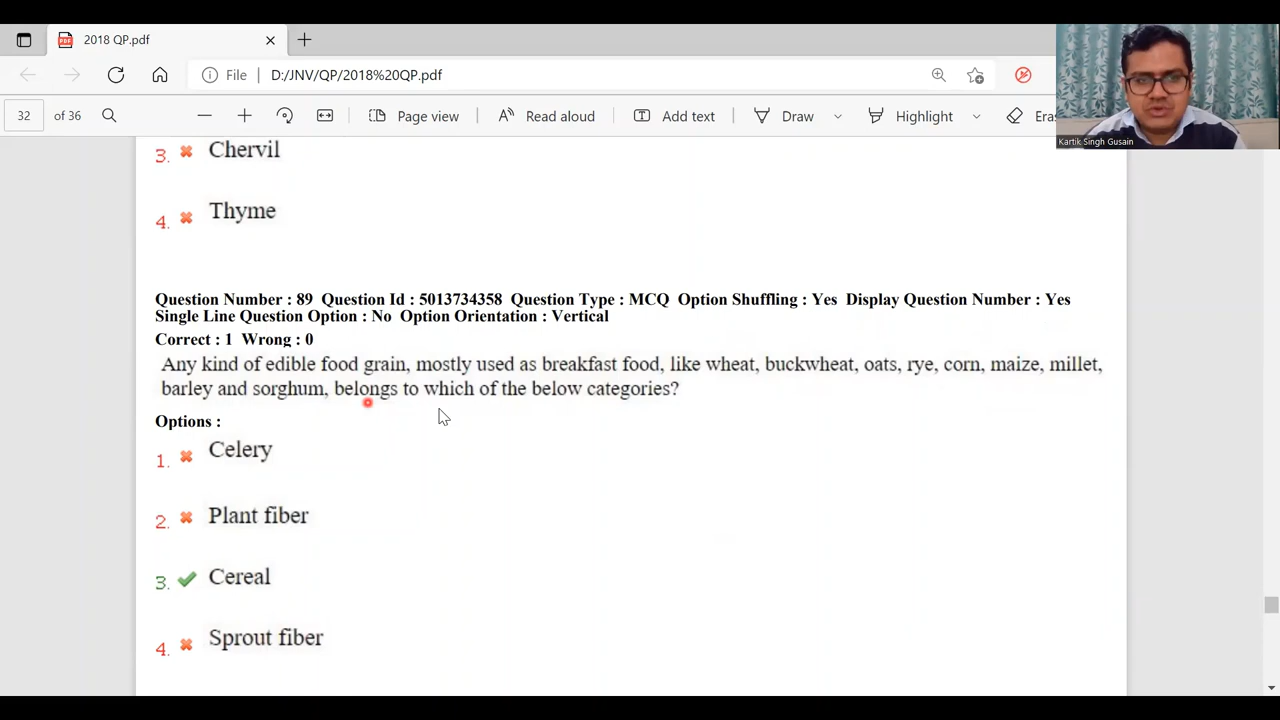 2018 QP.pdf
File D:/JNV/QP/2018%20QP.pdf
32 of 36 Page view Read aloud Add text Draw Highlight Eras
Kartik Singh Gusain
3. Chervil
4. Thyme
Question Number : 89 Question Id : 5013734358 Question Type : MCQ Option Shuffling : Yes Display Question Number : Yes
Single Line Question Option : No Option Orientation : Vertical
Correct : 1 Wrong : 0
Any kind of edible food grain, mostly used as breakfast food, like wheat, buckwheat, oats, rye, corn, maize, millet,
barley and sorghum, belongs to which of the below categories?
Options :
1. Celery
2. Plant fiber
3. Cereal
4. Sprout fiber